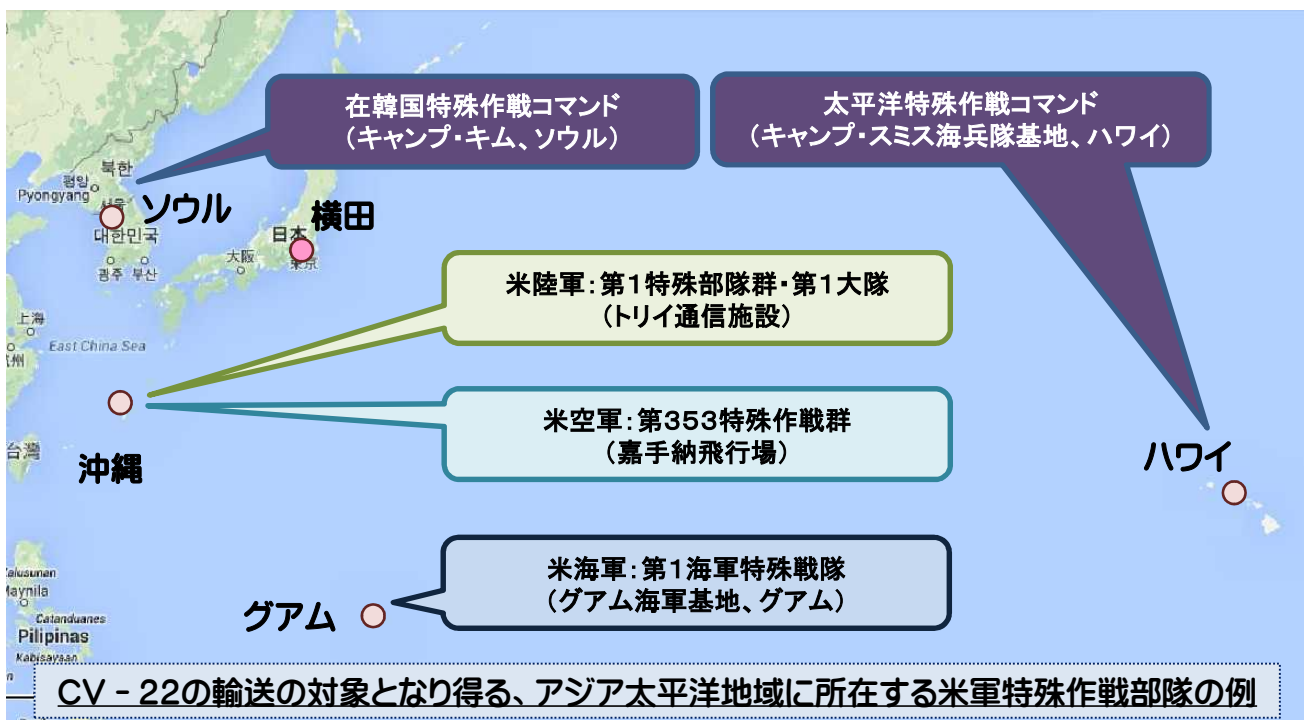 在韓国特殊作戦コマンド
(キャンプ・キム、ソウル)
太平洋特殊作戦コマンド
(キャンプ・スミス海兵隊基地、ハワイ)
북한
평양
Pyongyang
서울
ソウル
대한민국
광주 부산
横田
日本
大阪
東京
米陸軍:第1特殊部隊群・第1大隊
(トリイ通信施設)
上海
East China Sea
州
米空軍:第353特殊作戦群
(嘉手納飛行場)
台灣
沖縄
ハワイ
米海軍:第1海軍特殊戦隊
(グアム海軍基地、グアム)
グアム
Maynila
Catanduanes
Pilipinas
Kabisayaan
CV-22の輸送の対象となり得る、アジア太平洋地域に所在する米軍特殊作戦部隊の例